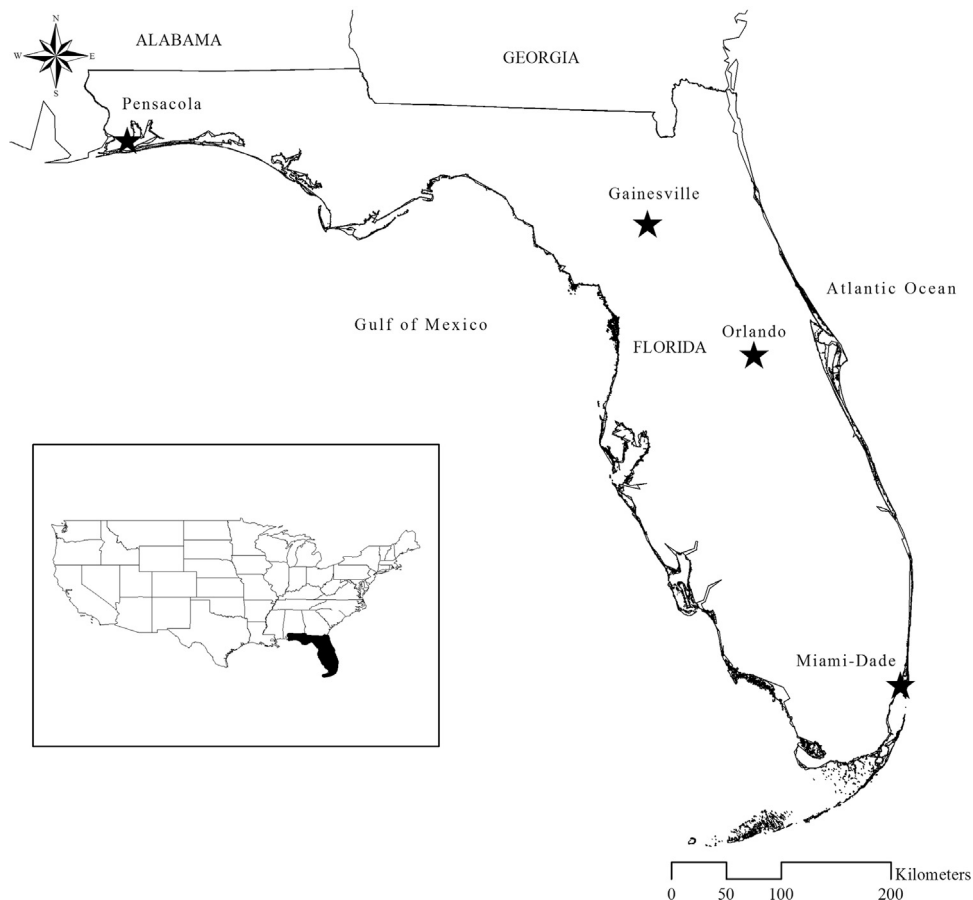 N
W
E
S
ALABAMA
GEORGIA
Pensacola
Gainesville
Atlantic Ocean
Gulf of Mexico
Orlando
FLORIDA
Miami-Dade
Kilometers
0 50 100 200